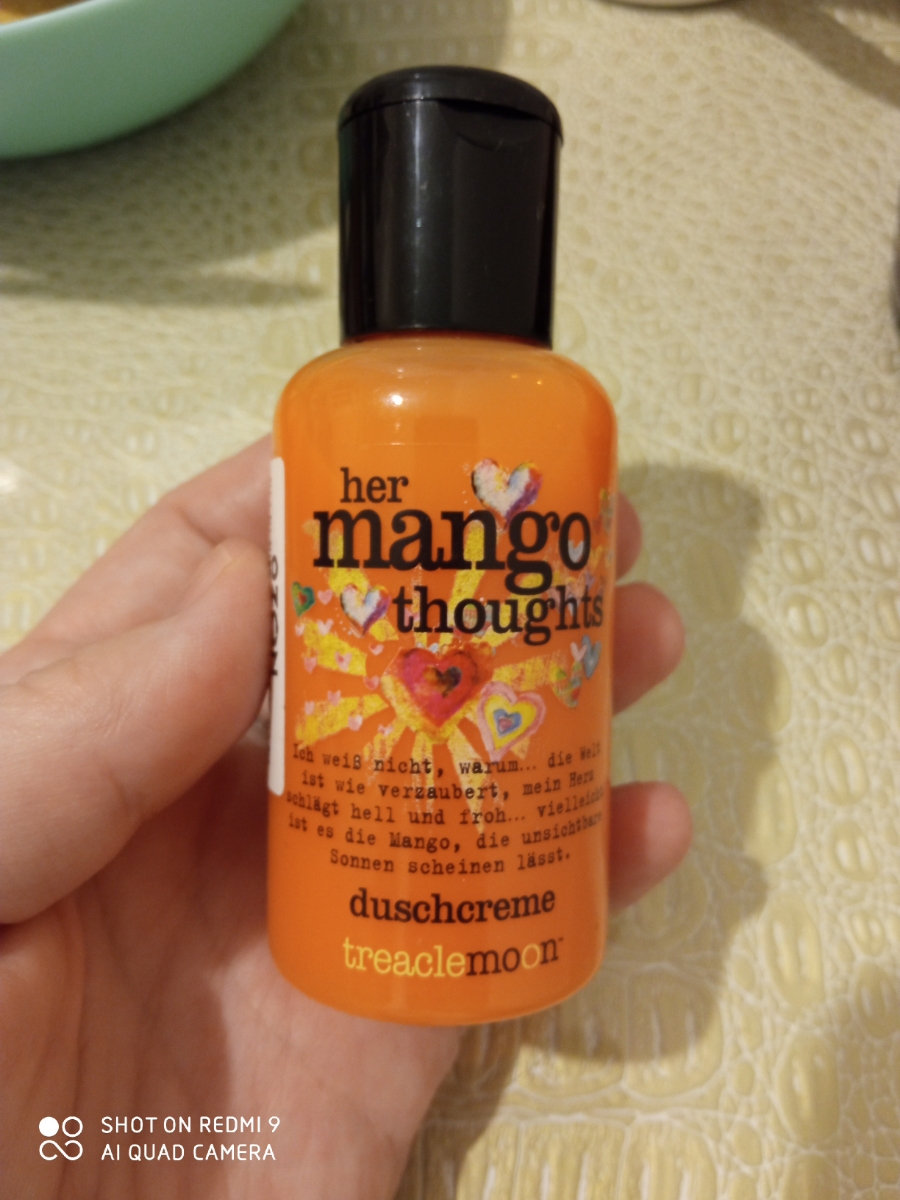 her
mango
thoughts
Ich weiß nicht, warum... die Welt
ist wie verzaubert, mein Herz
schlägt hell und froh... vielleicht
ist es die Mango, die unsichtbare
Sonnen scheinen lässt.
duschcreme
treaclemoon™
SHOT ON REDMI 9
AI QUAD CAMERA